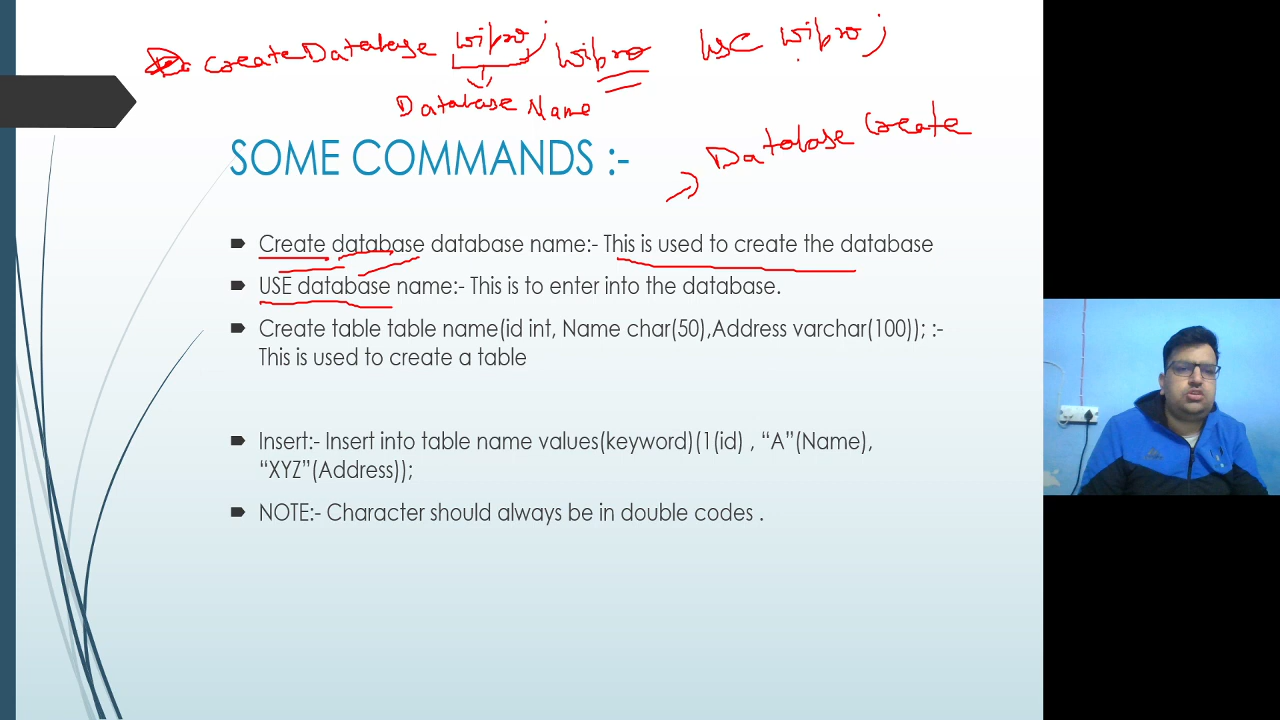 Create Database wipro; wipro USE wipro;
Database Name
Database Create
SOME COMMANDS :-
Create database database name:- This is used to create the database
USE database name:- This is to enter into the database.
Create table table name(id int, Name char(50),Address varchar(100)); :-
This is used to create a table
Insert:- Insert into table name values(keyword)(1(id) , “A”(Name),
“XYZ”(Address));
NOTE:- Character should always be in double codes .